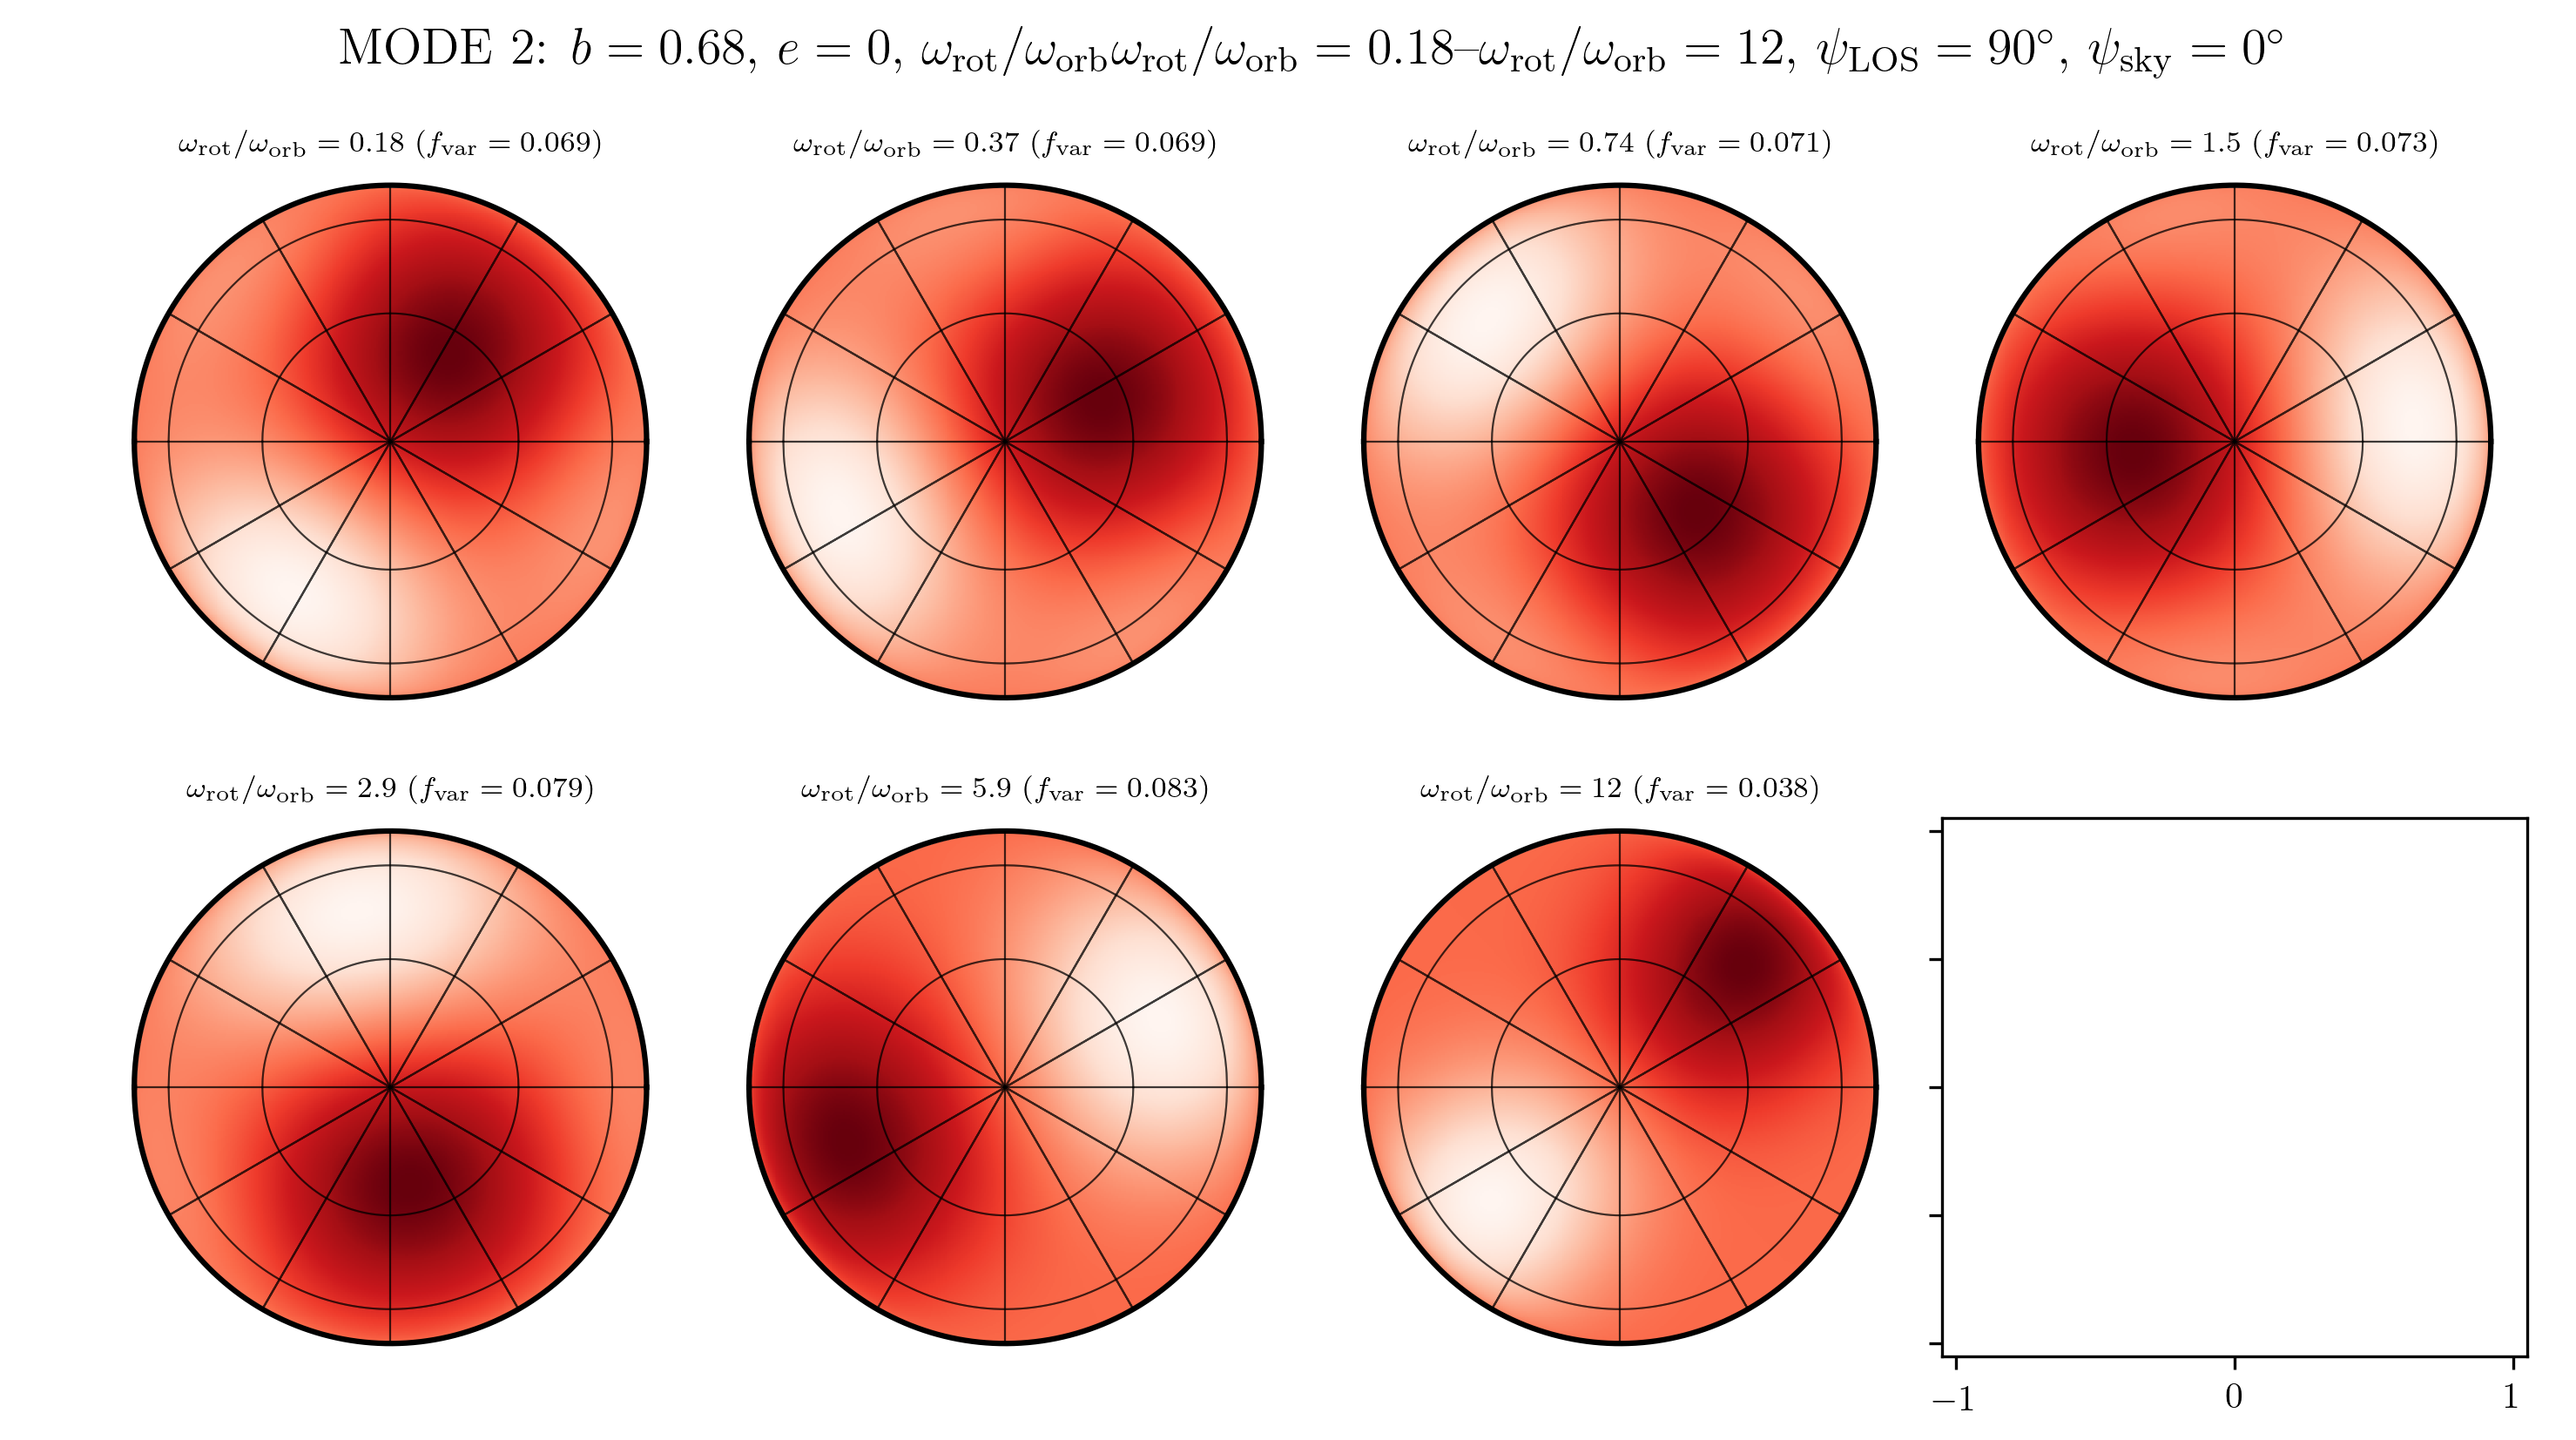 MODE 2: b = 0.68, e = 0, ω_rot/ω_orbω_rot/ω_orb = 0.18–ω_rot/ω_orb = 12, ψ_LOS = 90°, ψ_sky = 0°
ω_rot/ω_orb = 0.18 (f_var = 0.069)
ω_rot/ω_orb = 0.37 (f_var = 0.069)
ω_rot/ω_orb = 0.74 (f_var = 0.071)
ω_rot/ω_orb = 1.5 (f_var = 0.073)
ω_rot/ω_orb = 2.9 (f_var = 0.079)
ω_rot/ω_orb = 5.9 (f_var = 0.083)
ω_rot/ω_orb = 12 (f_var = 0.038)
−1 0 1